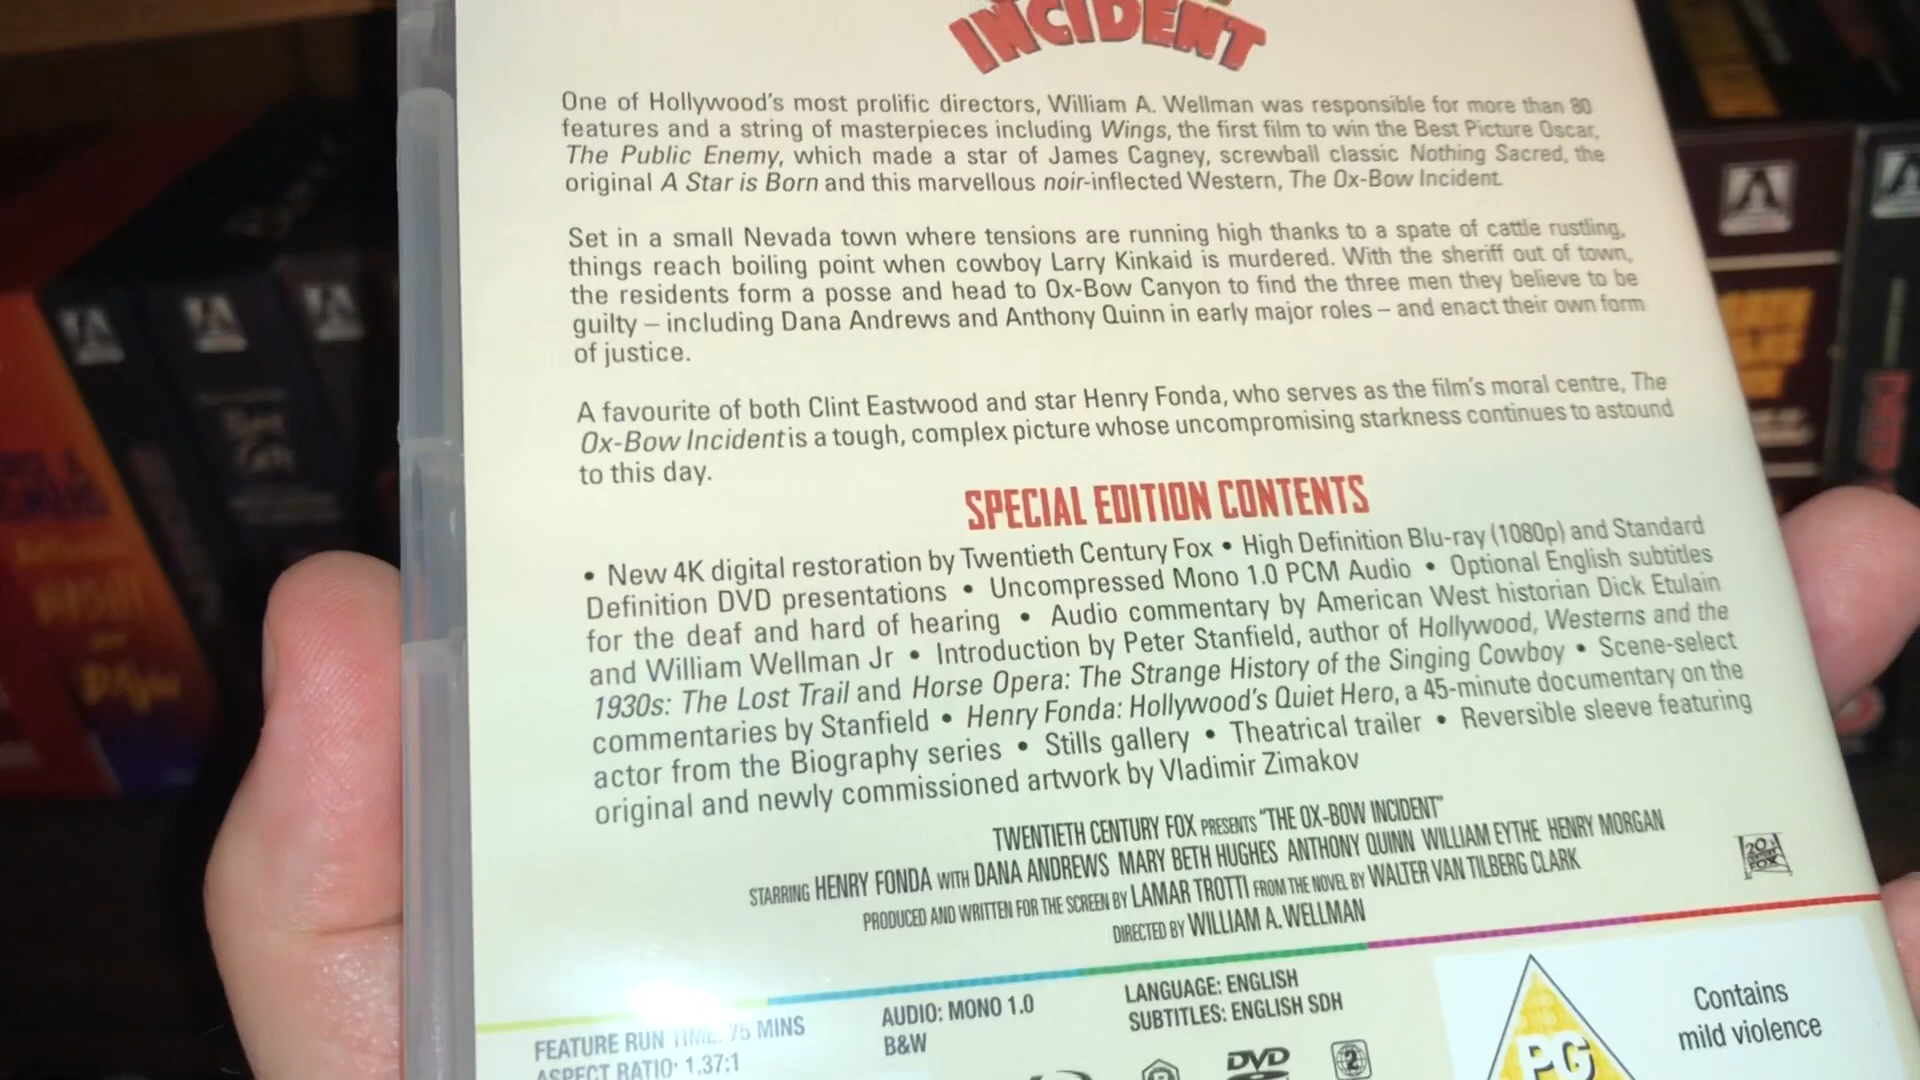 INCIDENT
One of Hollywood's most prolific directors, William A. Wellman was responsible for more than 80
features and a string of masterpieces including Wings, the first film to win the Best Picture Oscar,
The Public Enemy, which made a star of James Cagney, screwball classic Nothing Sacred, the
original A Star is Born and this marvellous noir-inflected Western, The Ox-Bow Incident.
Set in a small Nevada town where tensions are running high thanks to a spate of cattle rustling,
things reach boiling point when cowboy Larry Kinkaid is murdered. With the sheriff out of town,
the residents form a posse and head to Ox-Bow Canyon to find the three men they believe to be
guilty – including Dana Andrews and Anthony Quinn in early major roles – and enact their own form
of justice.
A favourite of both Clint Eastwood and star Henry Fonda, who serves as the film's moral centre, The
Ox-Bow Incident is a tough, complex picture whose uncompromising starkness continues to astound
to this day.
SPECIAL EDITION CONTENTS
• New 4K digital restoration by Twentieth Century Fox • High Definition Blu-ray (1080p) and Standard
Definition DVD presentations • Uncompressed Mono 1.0 PCM Audio • Optional English subtitles
for the deaf and hard of hearing • Audio commentary by American West historian Dick Etulain
and William Wellman Jr • Introduction by Peter Stanfield, author of Hollywood, Westerns and the
1930s: The Lost Trail and Horse Opera: The Strange History of the Singing Cowboy • Scene-select
commentaries by Stanfield • Henry Fonda: Hollywood's Quiet Hero, a 45-minute documentary on the
actor from the Biography series • Stills gallery • Theatrical trailer • Reversible sleeve featuring
original and newly commissioned artwork by Vladimir Zimakov
TWENTIETH CENTURY FOX PRESENTS "THE OX-BOW INCIDENT"
STARRING HENRY FONDA WITH DANA ANDREWS MARY BETH HUGHES ANTHONY QUINN WILLIAM EYTHE HENRY MORGAN
PRODUCED AND WRITTEN FOR THE SCREEN BY LAMAR TROTTI FROM THE NOVEL BY WALTER VAN TILBERG CLARK
DIRECTED BY WILLIAM A. WELLMAN
20 CENTURY FOX
FEATURE RUN TIME: 75 MINS
ASPECT RATIO: 1.37:1
AUDIO: MONO 1.0
B&W
LANGUAGE: ENGLISH
SUBTITLES: ENGLISH SDH
DVD
2
PG
Contains
mild violence